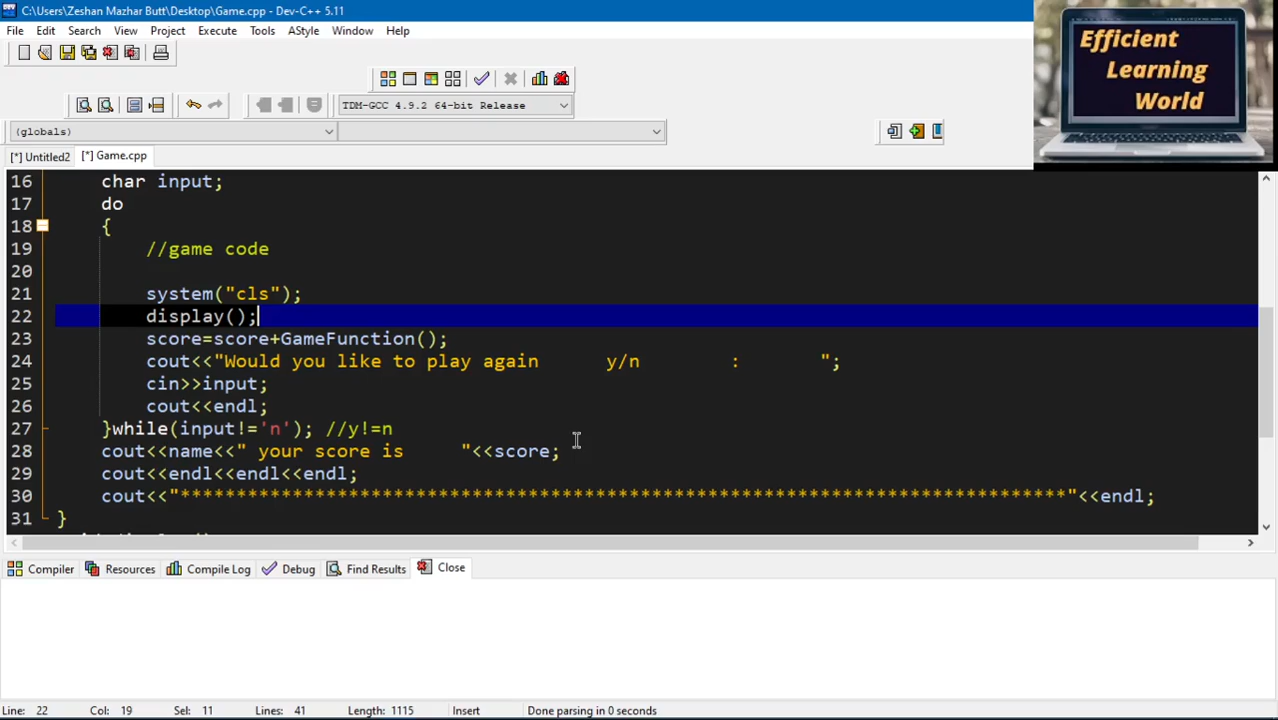 C:\Users\Zeshan Mazhar Butt\Desktop\Game.cpp - Dev-C++ 5.11
File Edit Search View Project Execute Tools AStyle Window Help
TDM-GCC 4.9.2 64-bit Release
(globals)
[*] Untitled2 [*] Game.cpp
Efficient
Learning
World
16 char input;
17 do
18 {
19 //game code
20
21 system("cls");
22 display();
23 score=score+GameFunction();
24 cout<<"Would you like to play again      y/n        :       ";
25 cin>>input;
26 cout<<endl;
27 }while(input!='n'); //y!=n
28 cout<<name<<" your score is     "<<score;
29 cout<<endl<<endl<<endl;
30 cout<<"*******************************************************************************"<<endl;
31 }
Compiler Resources Compile Log Debug Find Results Close
Line: 22 Col: 19 Sel: 11 Lines: 41 Length: 1115 Insert Done parsing in 0 seconds